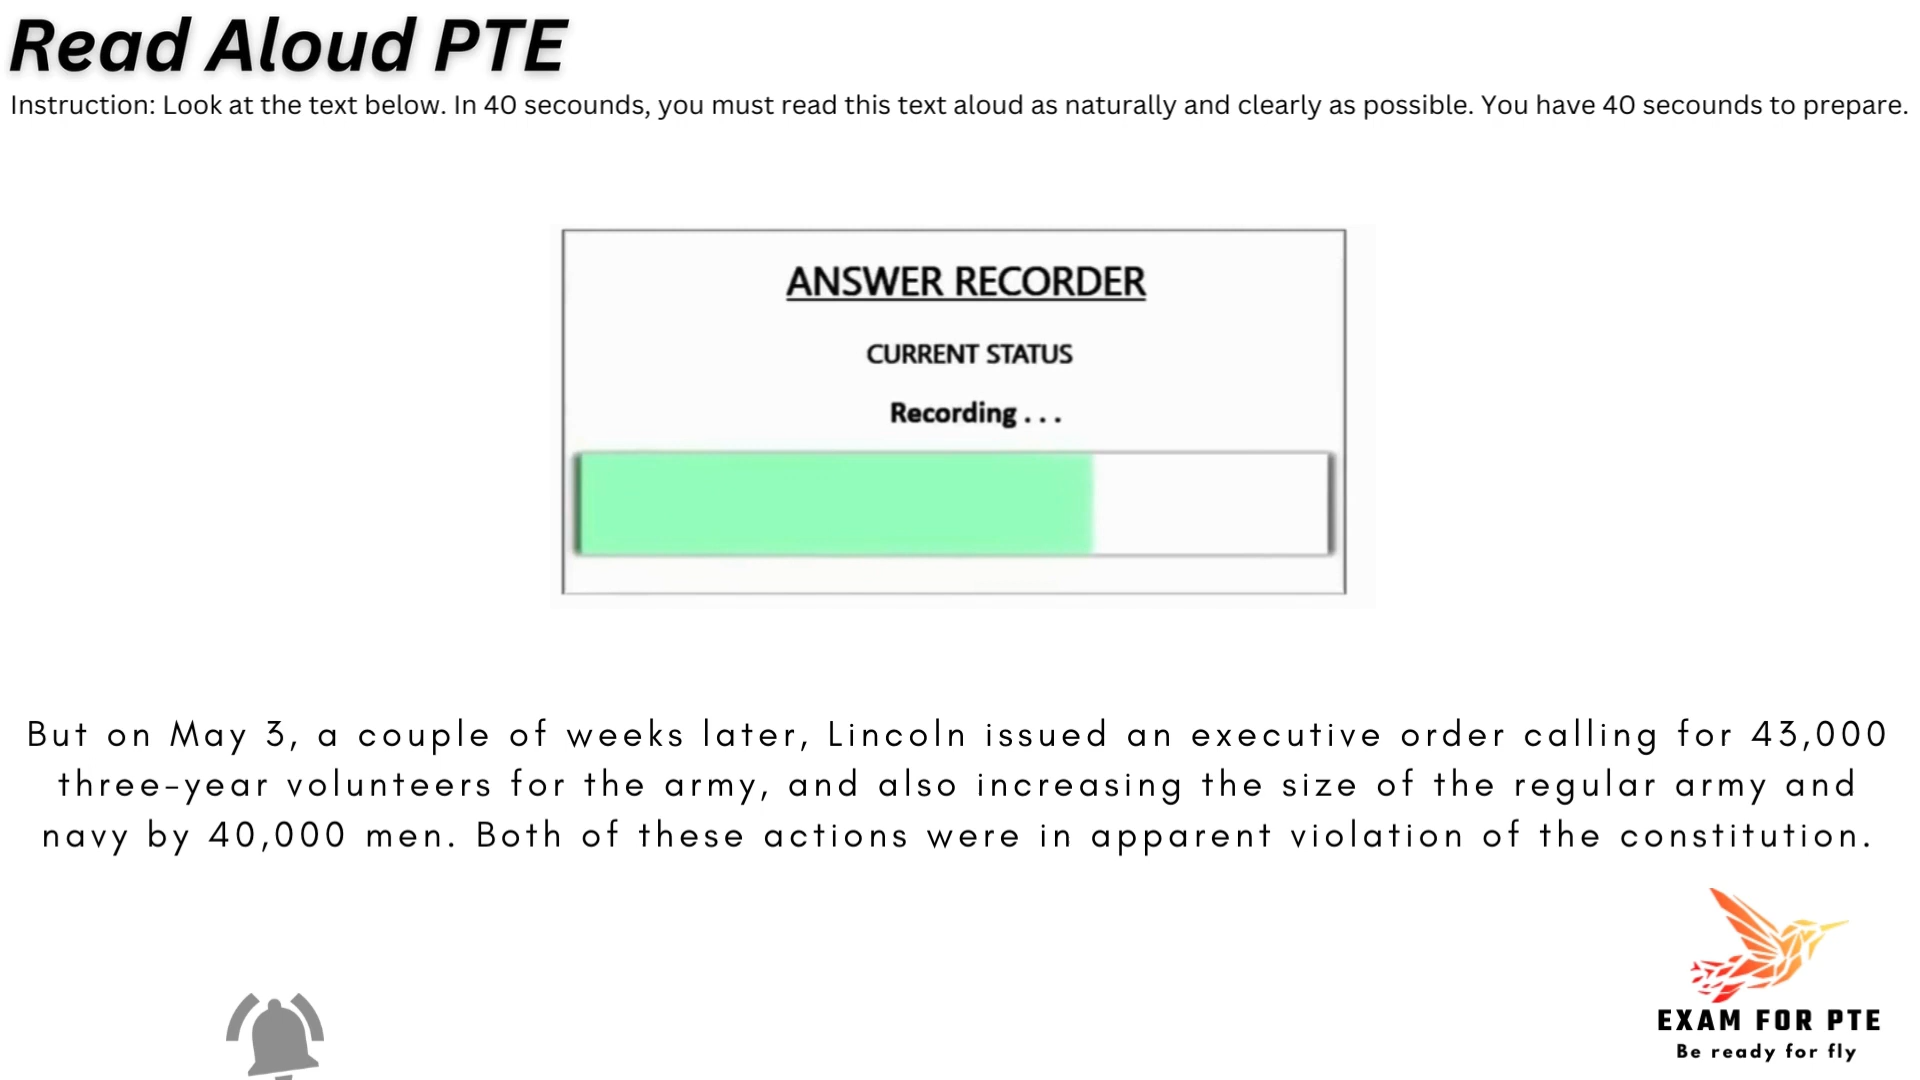 Read Aloud PTE
Instruction: Look at the text below. In 40 secounds, you must read this text aloud as naturally and clearly as possible. You have 40 secounds to prepare.
ANSWER RECORDER
CURRENT STATUS
Recording . . .
But on May 3, a couple of weeks later, Lincoln issued an executive order calling for 43,000
three-year volunteers for the army, and also increasing the size of the regular army and
navy by 40,000 men. Both of these actions were in apparent violation of the constitution.
EXAM FOR PTE
Be ready for fly